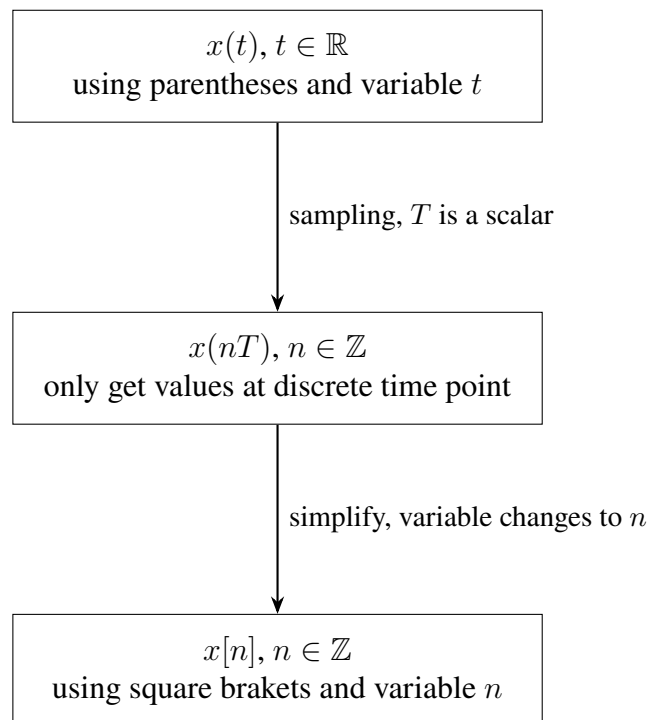 x(t), t ∈ ℝ
using parentheses and variable t
sampling, T is a scalar
x(nT), n ∈ ℤ
only get values at discrete time point
simplify, variable changes to n
x[n], n ∈ ℤ
using square brakets and variable n